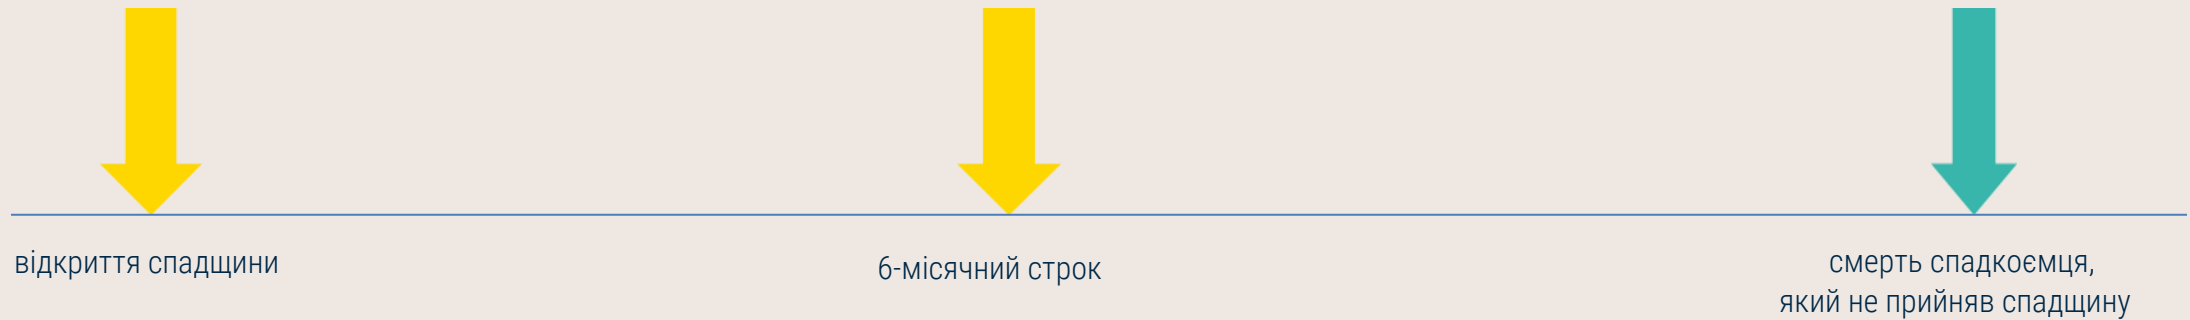 відкриття спадщини
6-місячний строк
смерть спадкоємця,
який не прийняв спадщину